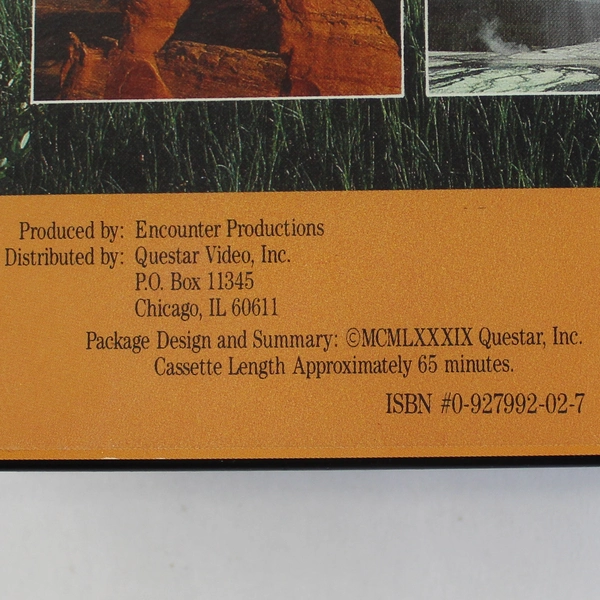 Produced by: Encounter Productions
Distributed by: Questar Video, Inc.
P.O. Box 11345
Chicago, IL 60611
Package Design and Summary: ©MCMLXXXIX Questar, Inc.
Cassette Length Approximately 65 minutes.
ISBN #0-927992-02-7